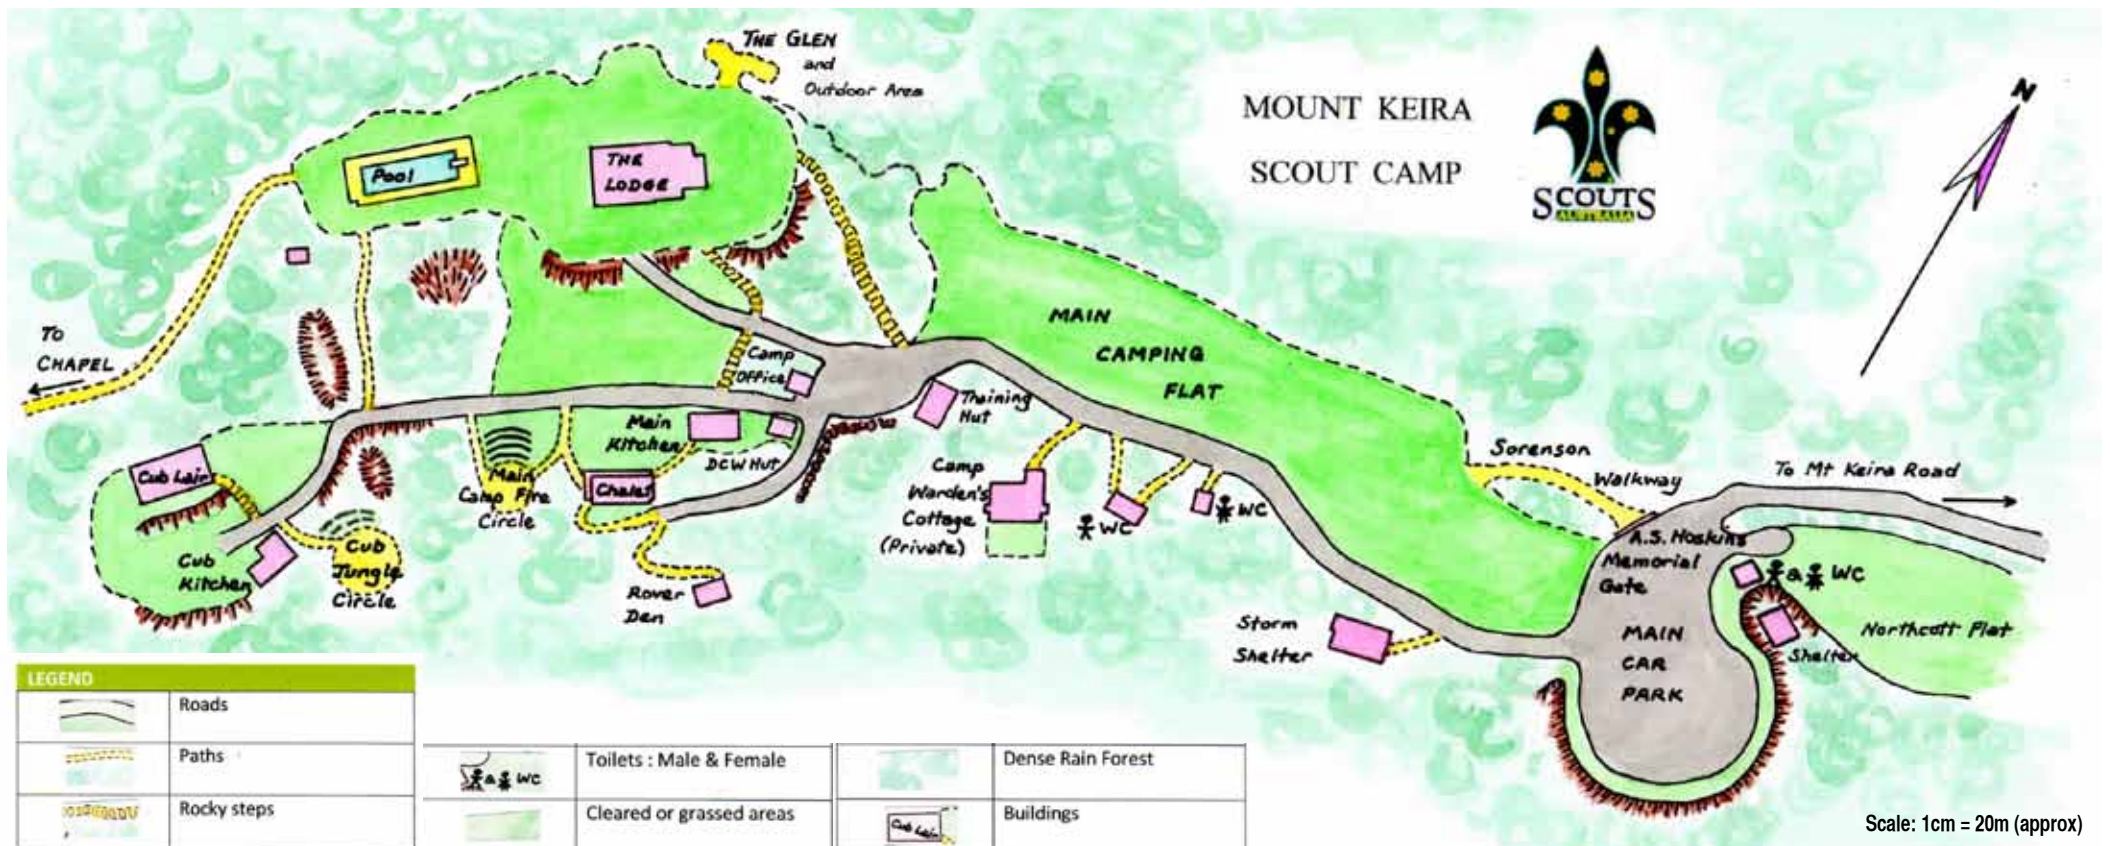 THE GLEN
and
Outdoor Area
MOUNT KEIRA
SCOUT CAMP
SCOUTS
AUSTRALIA
N
Pool
THE
LODGE
TO
CHAPEL
MAIN
CAMPING
FLAT
Camp
Office
Training
Hut
Main
Kitchen
DCW Hut
Cub Lair
Chalet
Main
Camp Fire
Circle
Camp
Warden's
Cottage
(Private)
WC
WC
Sorenson
Walkway
To Mt Keira Road
A.S. Hoskins
Memorial
Gate
& WC
Cub
Kitchen
Cub
Jungle
Circle
Rover
Den
Storm
Shelter
MAIN
CAR
PARK
Northcott Flat
Shelter
LEGEND
Roads
Paths
Rocky steps
& WC
Toilets : Male & Female
Cleared or grassed areas
Dense Rain Forest
Cub Lair
Buildings
Scale: 1cm = 20m (approx)